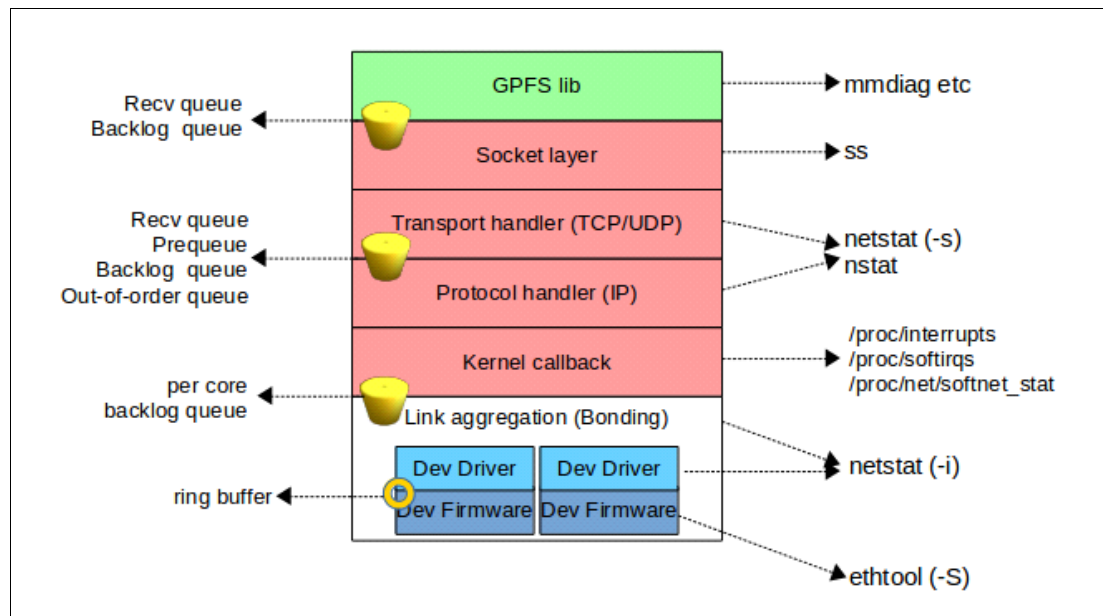 GPFS lib
mmdiag etc
Recv queue
Backlog queue
Socket layer
ss
Recv queue
Prequeue
Backlog queue
Out-of-order queue
Transport handler (TCP/UDP)
netstat (-s)
nstat
Protocol handler (IP)
Kernel callback
/proc/interrupts
/proc/softirqs
/proc/net/softnet_stat
per core
backlog queue
Link aggregation (Bonding)
Dev Driver
Dev Driver
netstat (-i)
ring buffer
Dev Firmware
Dev Firmware
ethtool (-S)